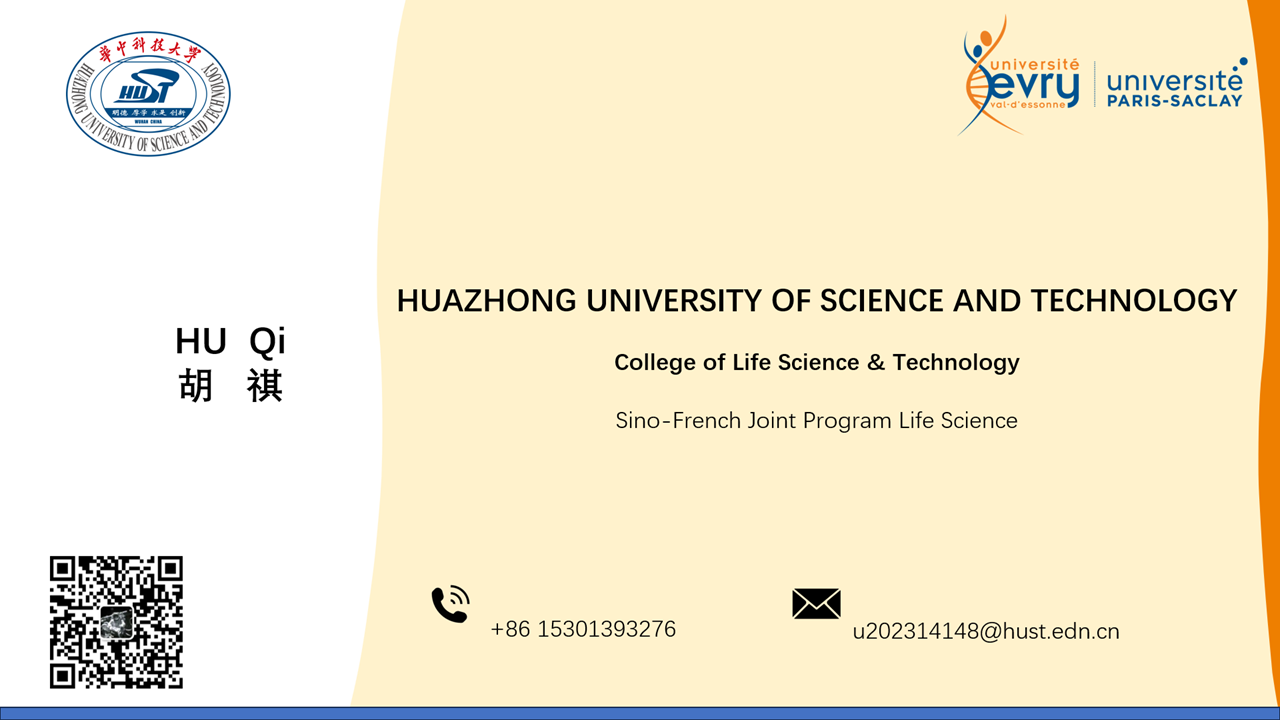 華中科技大学
HUAZHONG UNIVERSITY OF SCIENCE AND TECHNOLOGY
HUST
明德 厚学 求是 创新
WUHAN CHINA
université
evry
val-d'essonne
université
PARIS-SACLAY
HU Qi
胡 祺
HUAZHONG UNIVERSITY OF SCIENCE AND TECHNOLOGY
College of Life Science & Technology
Sino-French Joint Program Life Science
+86 15301393276
u202314148@hust.edn.cn